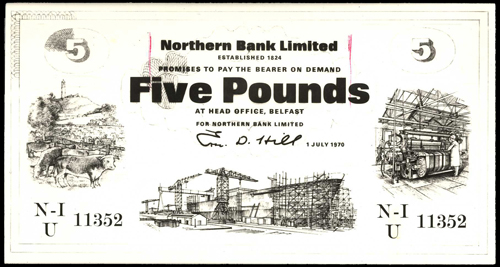 5 Northern Bank Limited 5
ESTABLISHED 1824
PROMISES TO PAY THE BEARER ON DEMAND
Five Pounds
AT HEAD OFFICE, BELFAST
FOR NORTHERN BANK LIMITED
D. Hill 1 JULY 1970
N-I
U 11352
N-I
U 11352